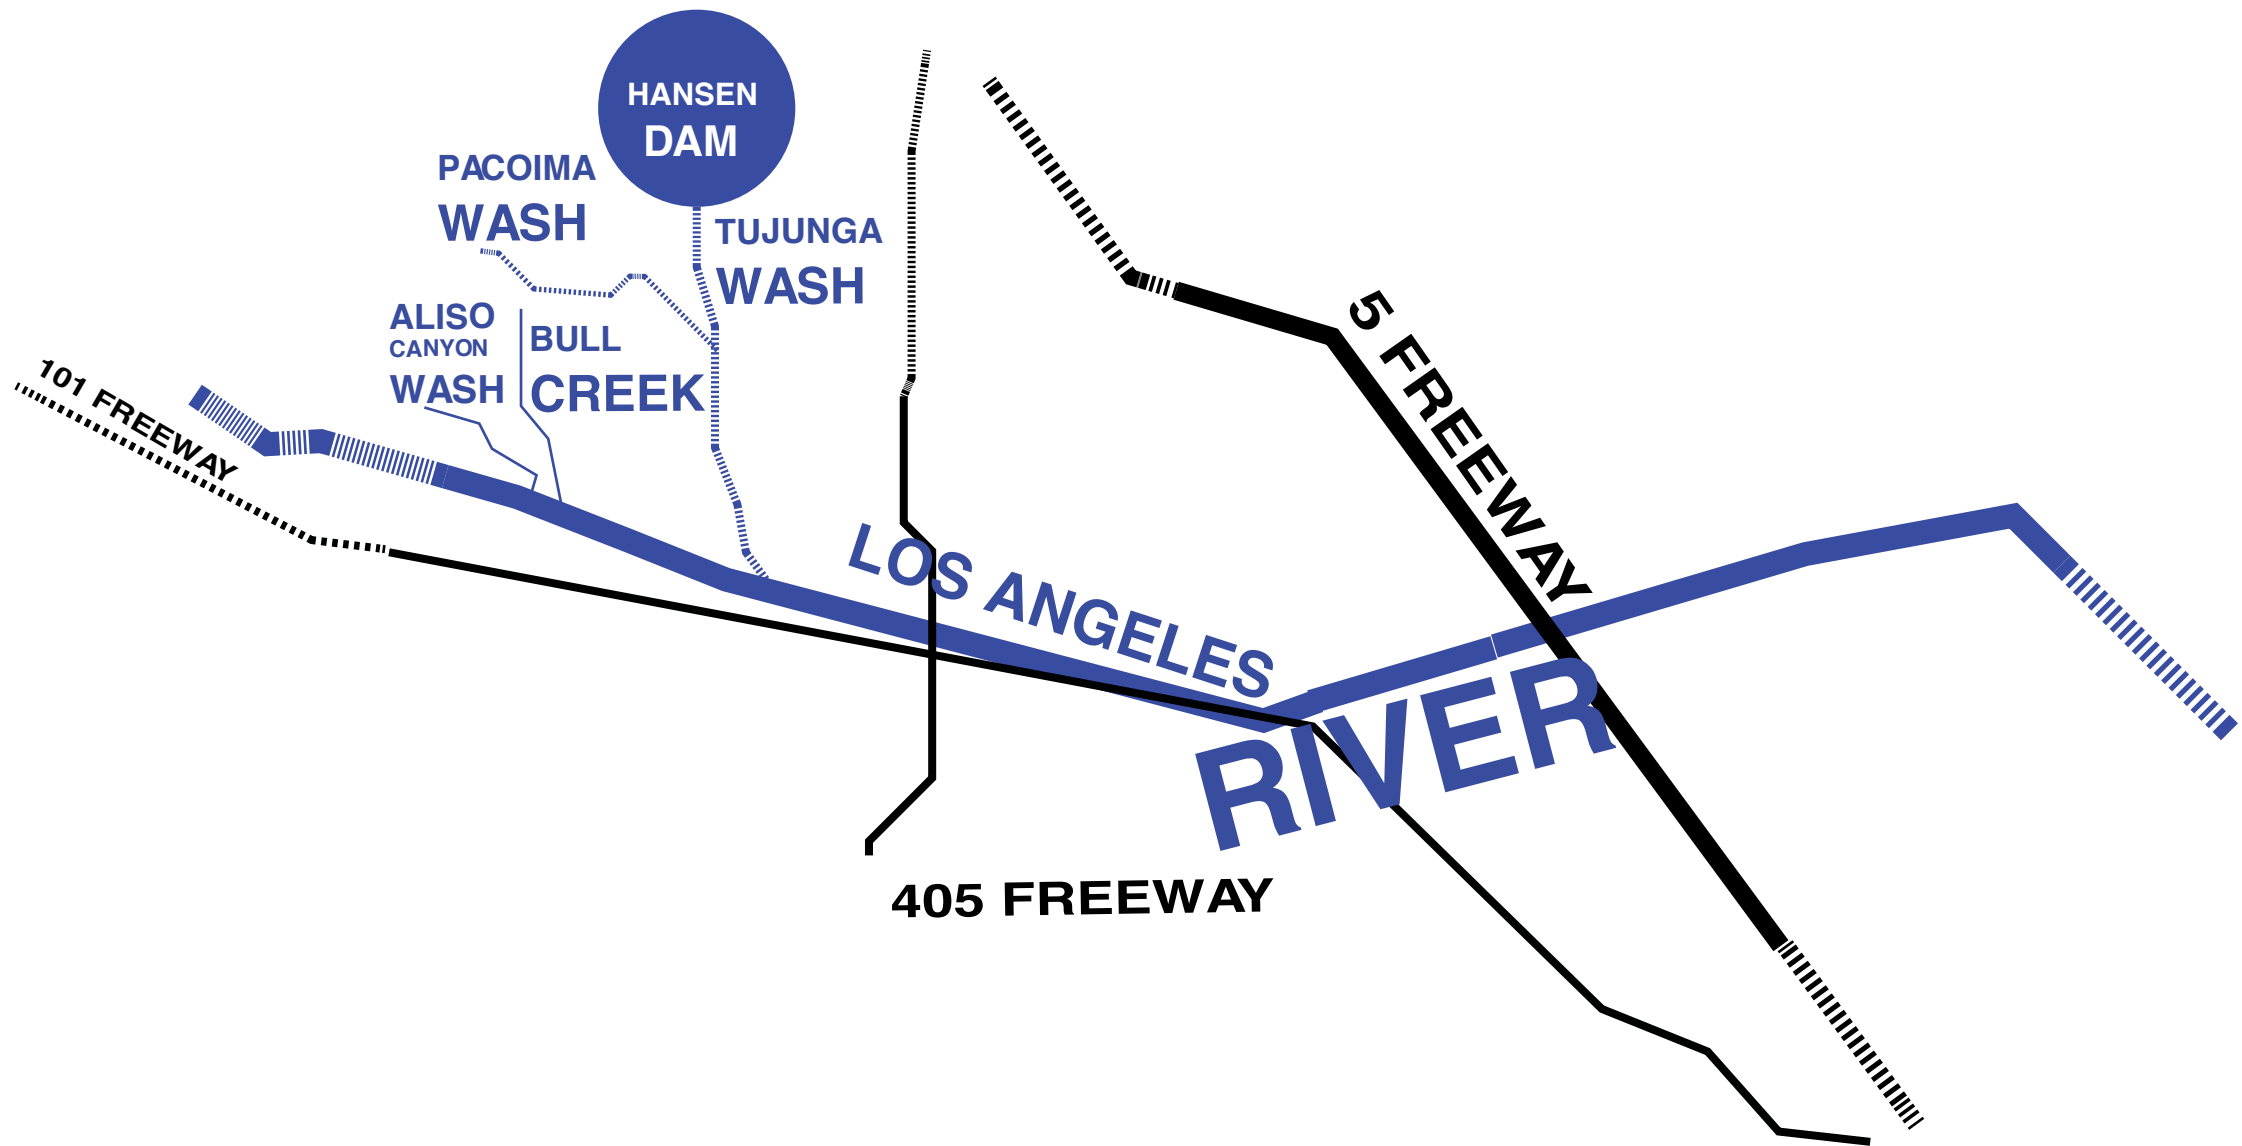 HANSEN
DAM
PACOIMA
WASH
TUJUNGA
WASH
ALISO
CANYON
WASH
BULL
CREEK
101 FREEWAY
5 FREEWAY
LOS ANGELES
RIVER
405 FREEWAY